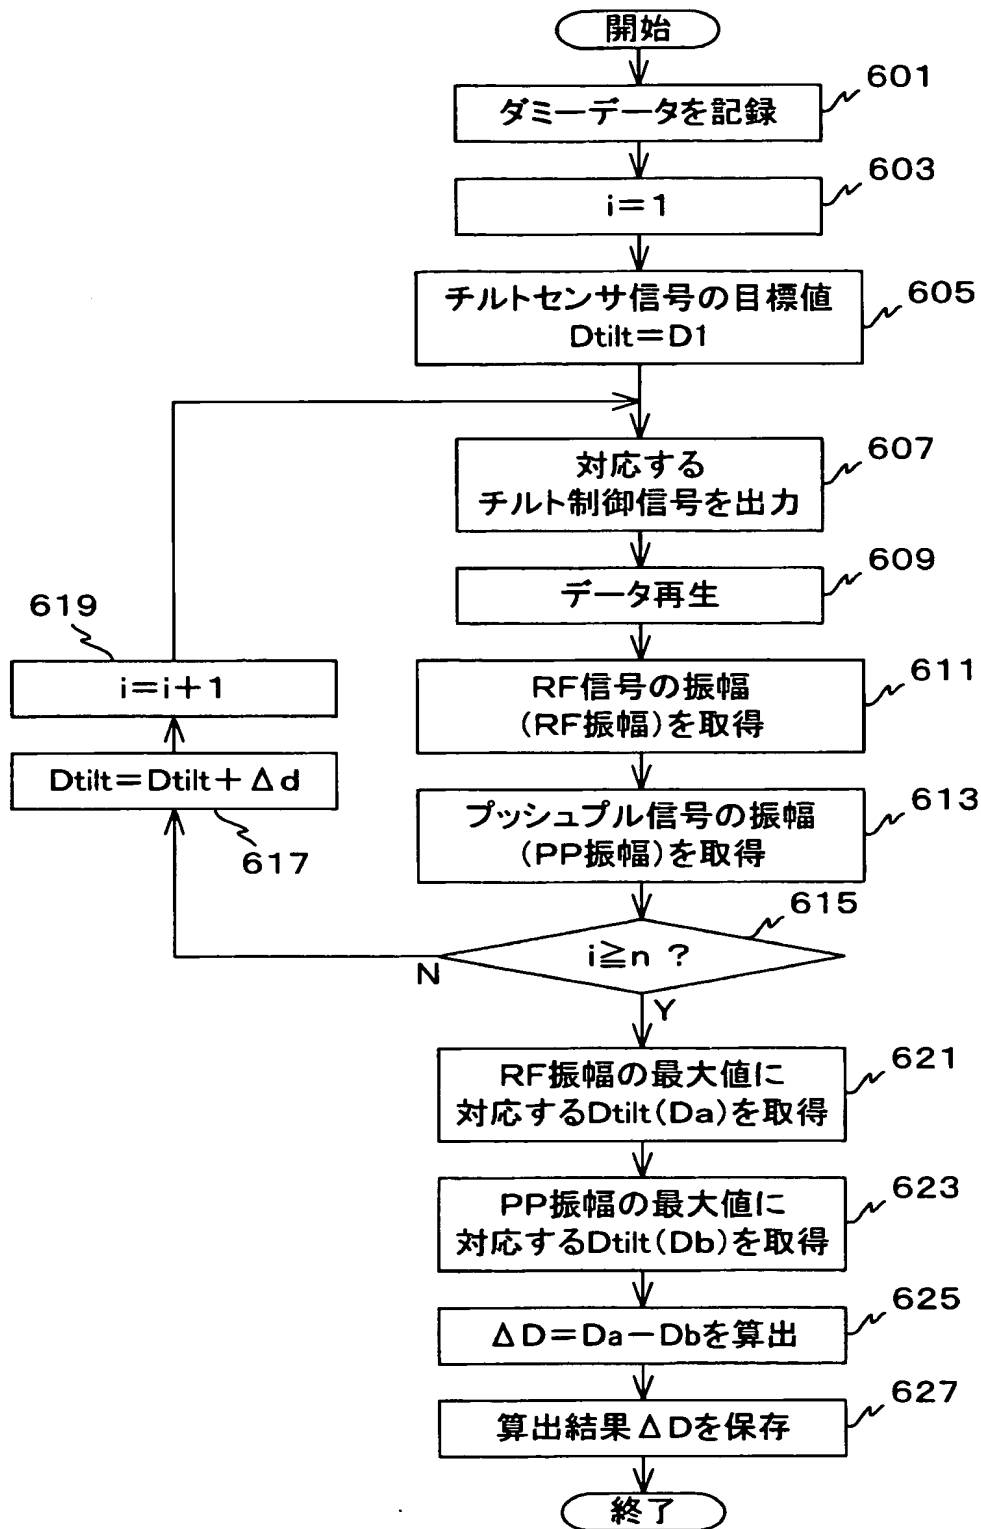 開始
601
ダミーデータを記録
603
i=1
605
チルトセンサ信号の目標値
Dtilt=D1
607
対応する
チルト制御信号を出力
609
データ再生
619
i=i+1
611
RF信号の振幅
(RF振幅)を取得
Dtilt=Dtilt+Δd
617
613
プッシュプル信号の振幅
(PP振幅)を取得
615
i≧n ?
N
Y
621
RF振幅の最大値に
対応するDtilt(Da)を取得
623
PP振幅の最大値に
対応するDtilt(Db)を取得
625
ΔD=Da-Dbを算出
627
算出結果ΔDを保存
終了